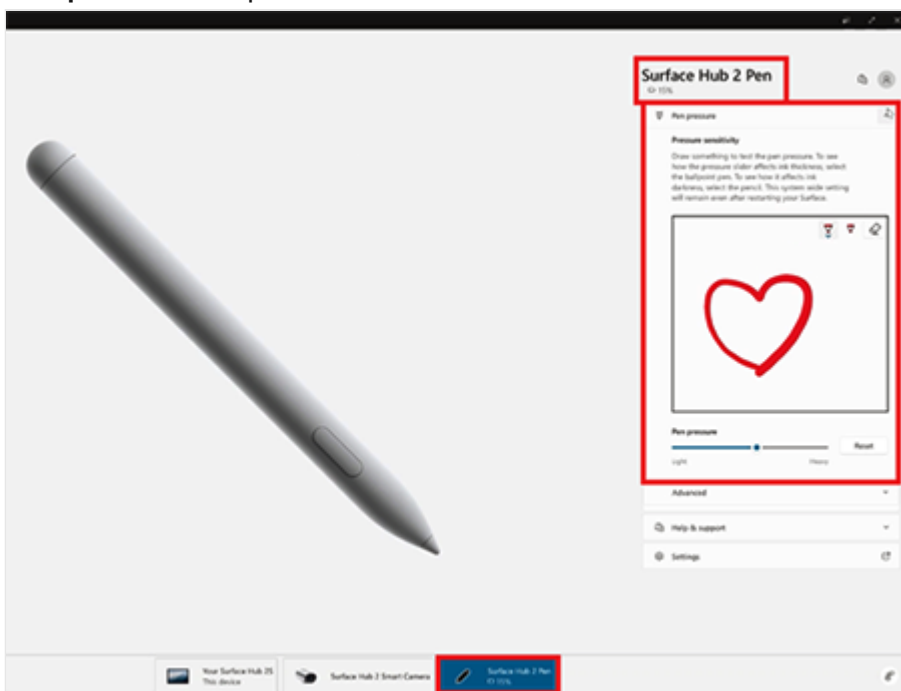 Surface Hub 2 Pen
15%
Pen pressure
Pressure sensitivity
Draw something to test the pen pressure. To see
how the pressure slider affects ink thickness, select
the ballpoint pen. To see how it affects ink
darkness, select the pencil. This system wide setting
will remain even after restarting your Surface.
Pen pressure
Reset
Light Heavy
Advanced
Help & support
Settings
Your Surface Hub 2S
This device
Surface Hub 2 Smart Camera
Surface Hub 2 Pen
15%